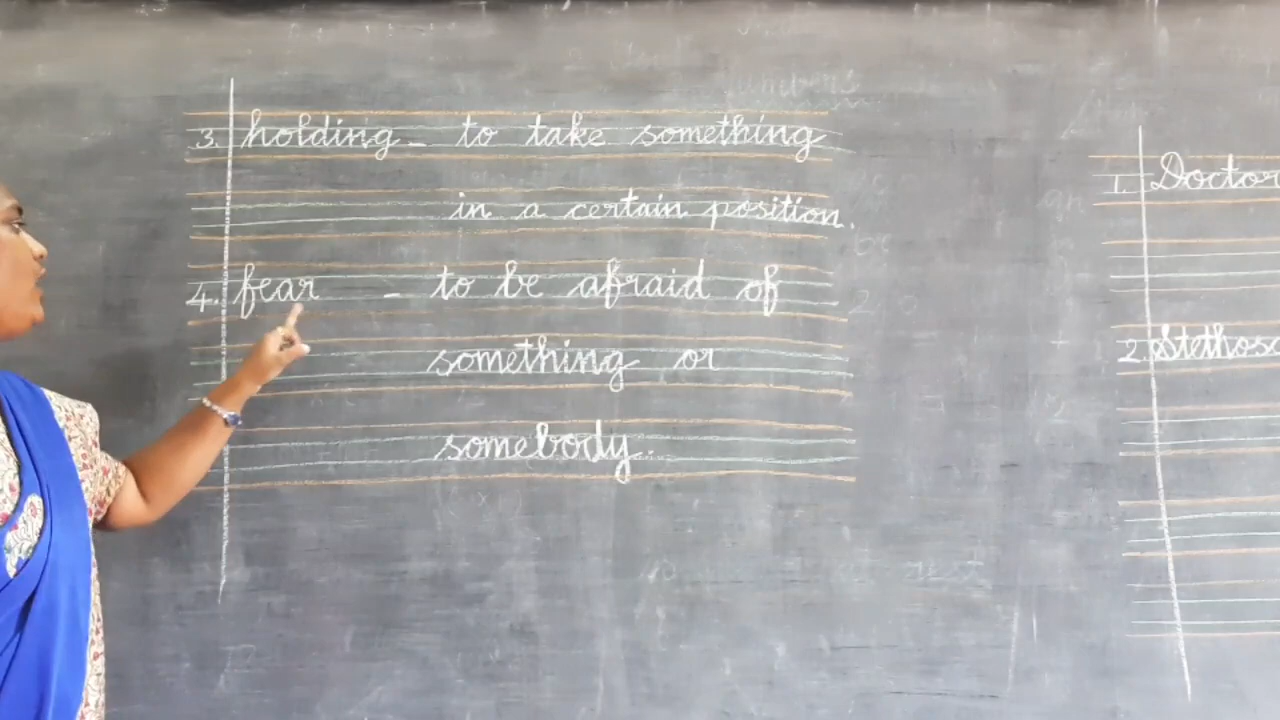 3. holding - to take something
in a certain position.
4. fear - to be afraid of
something or
somebody.
1. Doctor
2. Stethosc